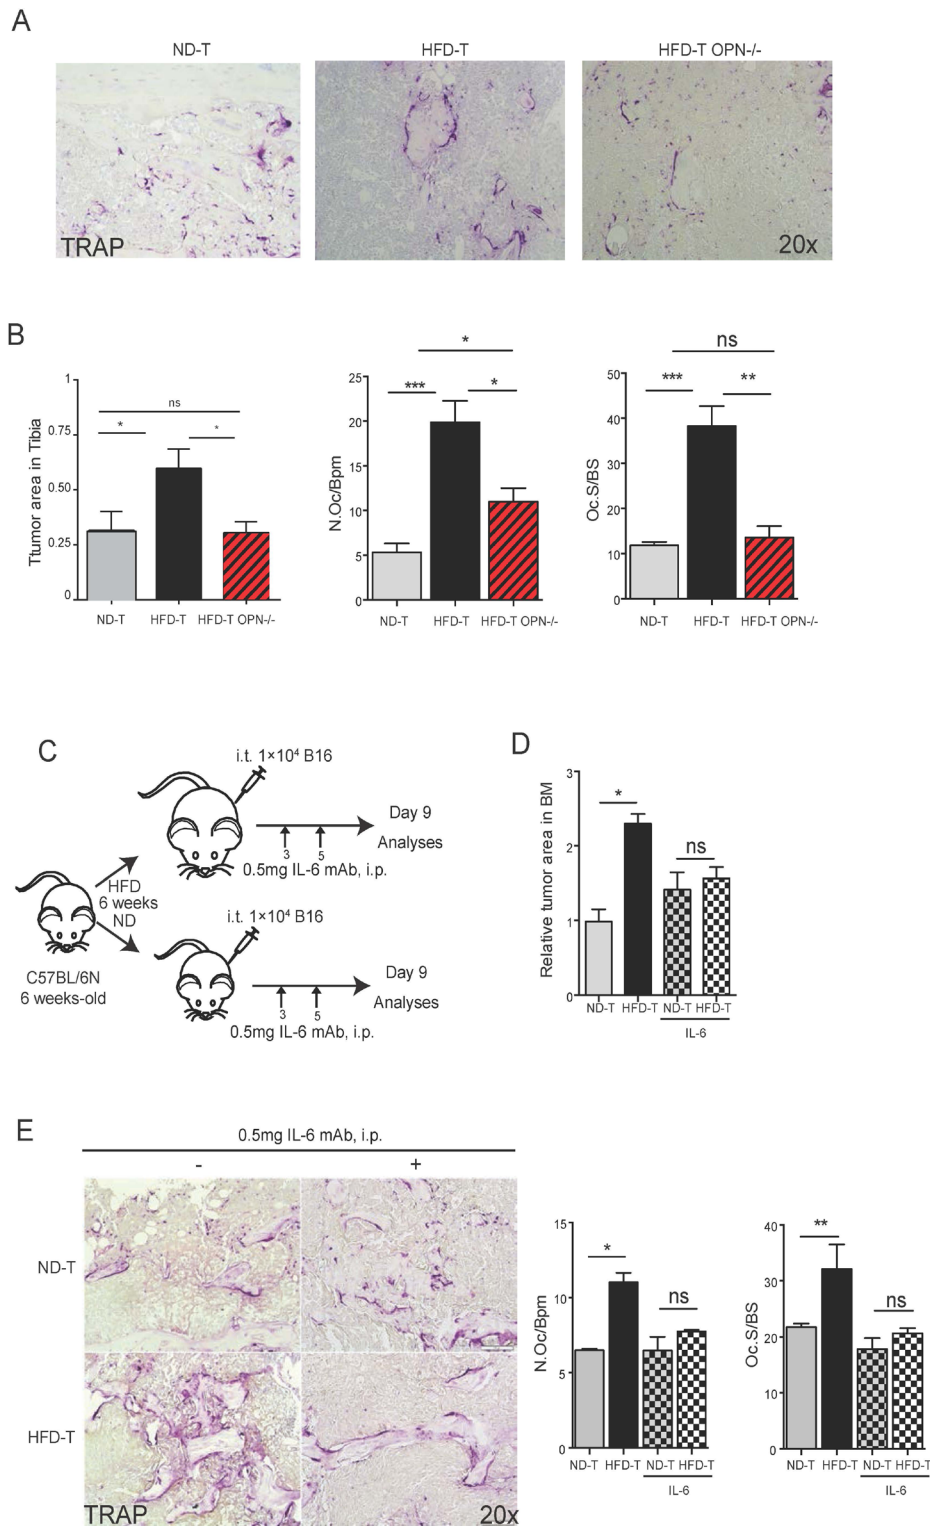 A
ND-T
HFD-T
HFD-T OPN-/-
TRAP
20x
B
1
0.75
0.50
0.25
0
Ttumor area in Tibia
ns
*
*
ND-T
HFD-T
HFD-T OPN-/-
25
20
15
10
5
0
N.Oc/Bpm
*
***
*
ND-T
HFD-T
HFD-T OPN-/-
50
40
30
20
10
0
Oc.S/BS
ns
***
**
ND-T
HFD-T
HFD-T OPN-/-
C
i.t. 1×10⁴ B16
Day 9
Analyses
3
5
0.5mg IL-6 mAb, i.p.
HFD
6 weeks
ND
i.t. 1×10⁴ B16
C57BL/6N
6 weeks-old
Day 9
Analyses
3
5
0.5mg IL-6 mAb, i.p.
D
3
2
1
0
Relative tumor area in BM
*
ns
ND-T
HFD-T
ND-T
HFD-T
IL-6
E
0.5mg IL-6 mAb, i.p.
-
+
ND-T
HFD-T
TRAP
20x
15
10
5
0
N.Oc/Bpm
*
ns
ND-T
HFD-T
ND-T
HFD-T
IL-6
40
30
20
10
0
Oc.S/BS
**
ns
ND-T
HFD-T
ND-T
HFD-T
IL-6